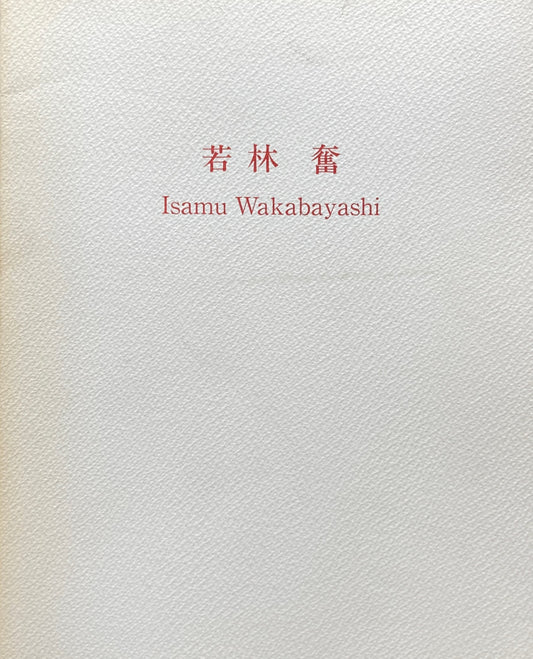 若林 奮
Isamu Wakabayashi